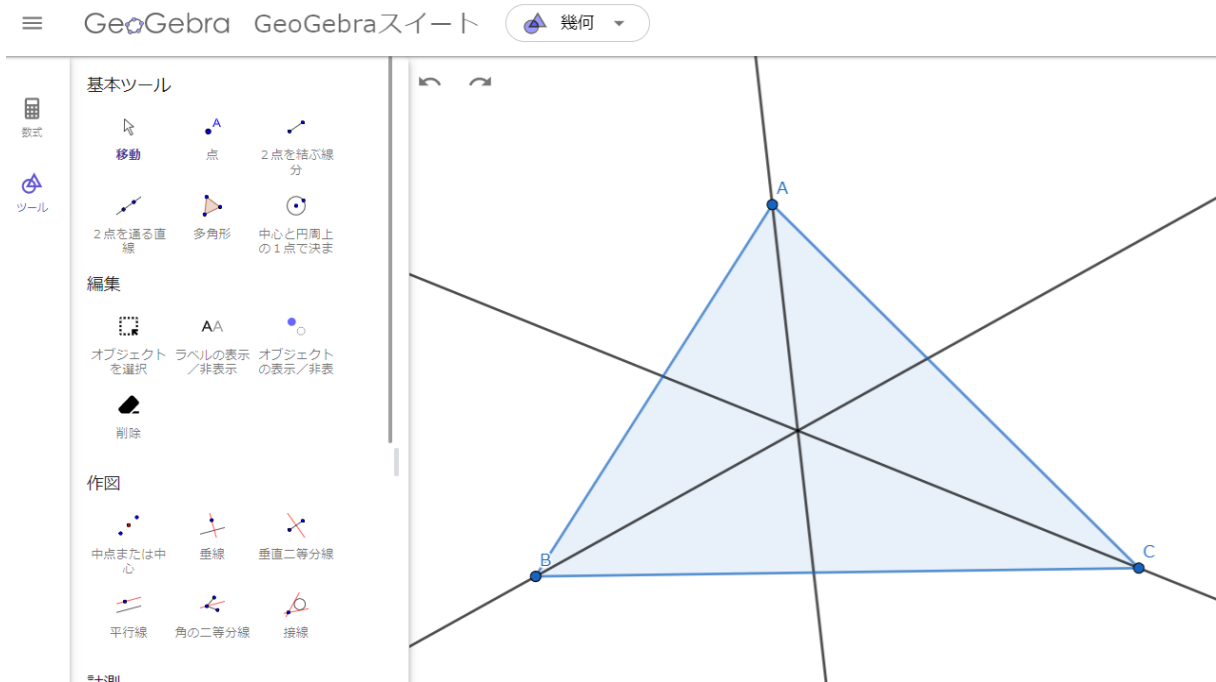 GeoGebra GeoGebraスイート 幾何
数式
ツール
基本ツール
移動
A
点
２点を結ぶ線
分
２点を通る直
線
多角形
中心と円周上
の１点で決ま
編集
オブジェクト
を選択
AA
ラベルの表示
／非表示
オブジェクト
の表示／非表
削除
作図
中点または中
心
垂線
垂直二等分線
平行線
角の二等分線
接線
計測
A
B
C